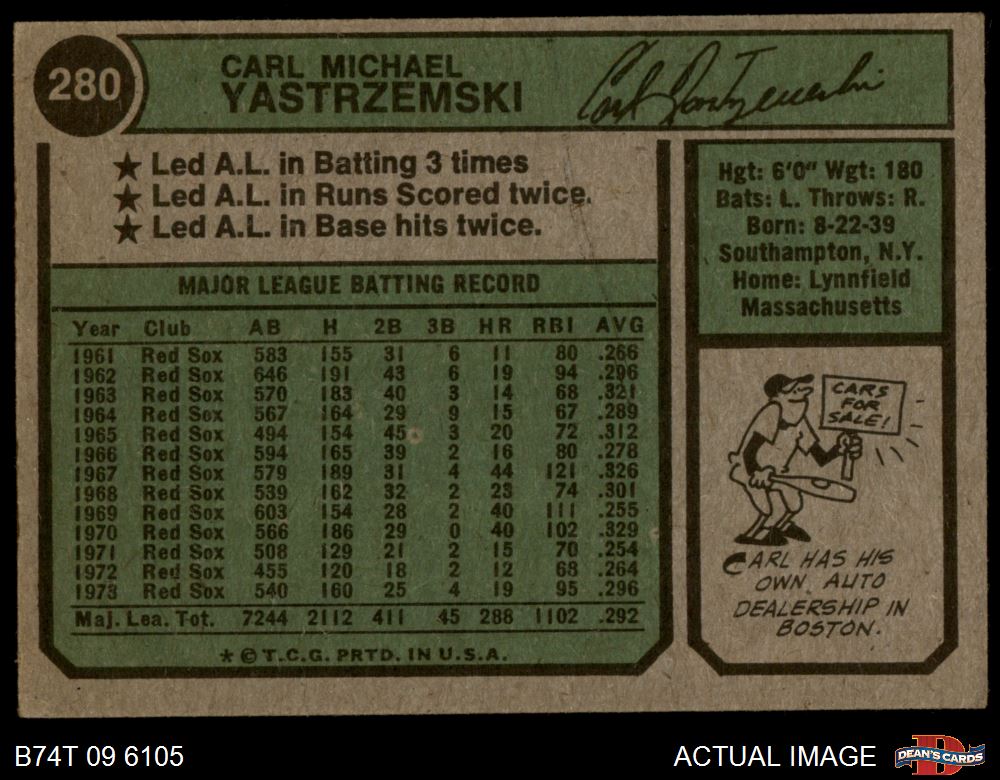 280
CARL MICHAEL
YASTRZEMSKI
Carl Yastrzemski
★ Led A.L. in Batting 3 times
★ Led A.L. in Runs Scored twice.
★ Led A.L. in Base hits twice.
Hgt: 6'0" Wgt: 180
Bats: L. Throws: R.
Born: 8-22-39
Southampton, N.Y.
Home: Lynnfield
Massachusetts
MAJOR LEAGUE BATTING RECORD
Year Club AB H 2B 3B HR RBI AVG
1961 Red Sox 583 155 31 6 11 80 .266
1962 Red Sox 646 191 43 6 19 94 .296
1963 Red Sox 570 183 40 3 14 68 .321
1964 Red Sox 567 164 29 9 15 67 .289
1965 Red Sox 494 154 45 3 20 72 .312
1966 Red Sox 594 165 39 2 16 80 .278
1967 Red Sox 579 189 31 4 44 121 .326
1968 Red Sox 539 162 32 2 23 74 .301
1969 Red Sox 603 154 28 2 40 111 .255
1970 Red Sox 566 186 29 0 40 102 .329
1971 Red Sox 508 129 21 2 15 70 .254
1972 Red Sox 455 120 18 2 12 68 .264
1973 Red Sox 540 160 25 4 19 95 .296
Maj. Lea. Tot. 7244 2112 411 45 288 1102 .292
* © T.C.G. PRTD. IN U.S.A.
CARS
FOR
SALE!
CARL HAS HIS
OWN AUTO
DEALERSHIP IN
BOSTON.
B74T 09 6105
ACTUAL IMAGE
D
DEAN'S CARDS